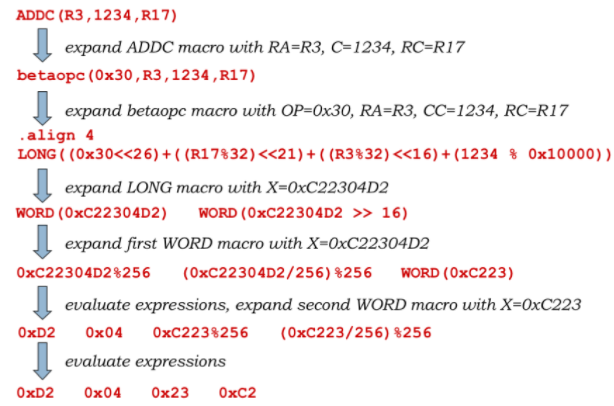 ADDC(R3,1234,R17)
expand ADDC macro with RA=R3, C=1234, RC=R17
betaopc(0x30,R3,1234,R17)
expand betaopc macro with OP=0x30, RA=R3, CC=1234, RC=R17
.align 4
LONG((0x30<<26)+((R17%32)<<21)+((R3%32)<<16)+(1234 % 0x10000))
expand LONG macro with X=0xC22304D2
WORD(0xC22304D2) WORD(0xC22304D2 >> 16)
expand first WORD macro with X=0xC22304D2
0xC22304D2%256 (0xC22304D2/256)%256 WORD(0xC223)
evaluate expressions, expand second WORD macro with X=0xC223
0xD2 0x04 0xC223%256 (0xC223/256)%256
evaluate expressions
0xD2 0x04 0x23 0xC2